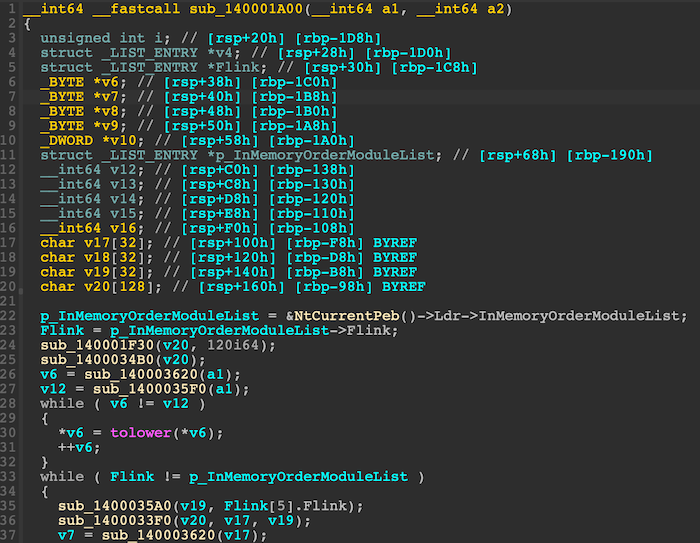 1 __int64 __fastcall sub_140001A00(__int64 a1, __int64 a2)
2 {
3 unsigned int i; // [rsp+20h] [rbp-1D8h]
4 struct _LIST_ENTRY *v4; // [rsp+28h] [rbp-1D0h]
5 struct _LIST_ENTRY *Flink; // [rsp+30h] [rbp-1C8h]
6 _BYTE *v6; // [rsp+38h] [rbp-1C0h]
7 _BYTE *v7; // [rsp+40h] [rbp-1B8h]
8 _BYTE *v8; // [rsp+48h] [rbp-1B0h]
9 _BYTE *v9; // [rsp+50h] [rbp-1A8h]
10 _DWORD *v10; // [rsp+58h] [rbp-1A0h]
11 struct _LIST_ENTRY *p_InMemoryOrderModuleList; // [rsp+68h] [rbp-190h]
12 __int64 v12; // [rsp+C0h] [rbp-138h]
13 __int64 v13; // [rsp+C8h] [rbp-130h]
14 __int64 v14; // [rsp+D8h] [rbp-120h]
15 __int64 v15; // [rsp+E8h] [rbp-110h]
16 __int64 v16; // [rsp+F0h] [rbp-108h]
17 char v17[32]; // [rsp+100h] [rbp-F8h] BYREF
18 char v18[32]; // [rsp+120h] [rbp-D8h] BYREF
19 char v19[32]; // [rsp+140h] [rbp-B8h] BYREF
20 char v20[128]; // [rsp+160h] [rbp-98h] BYREF
21
22 p_InMemoryOrderModuleList = &NtCurrentPeb()->Ldr->InMemoryOrderModuleList;
23 Flink = p_InMemoryOrderModuleList->Flink;
24 sub_140001F30(v20, 120i64);
25 sub_1400034B0(v20);
26 v6 = sub_140003620(a1);
27 v12 = sub_1400035F0(a1);
28 while ( v6 != v12 )
29 {
30 *v6 = tolower(*v6);
31 ++v6;
32 }
33 while ( Flink != p_InMemoryOrderModuleList )
34 {
35 sub_1400035A0(v19, Flink[5].Flink);
36 sub_1400033F0(v20, v17, v19);
37 v7 = sub_140003620(v17);